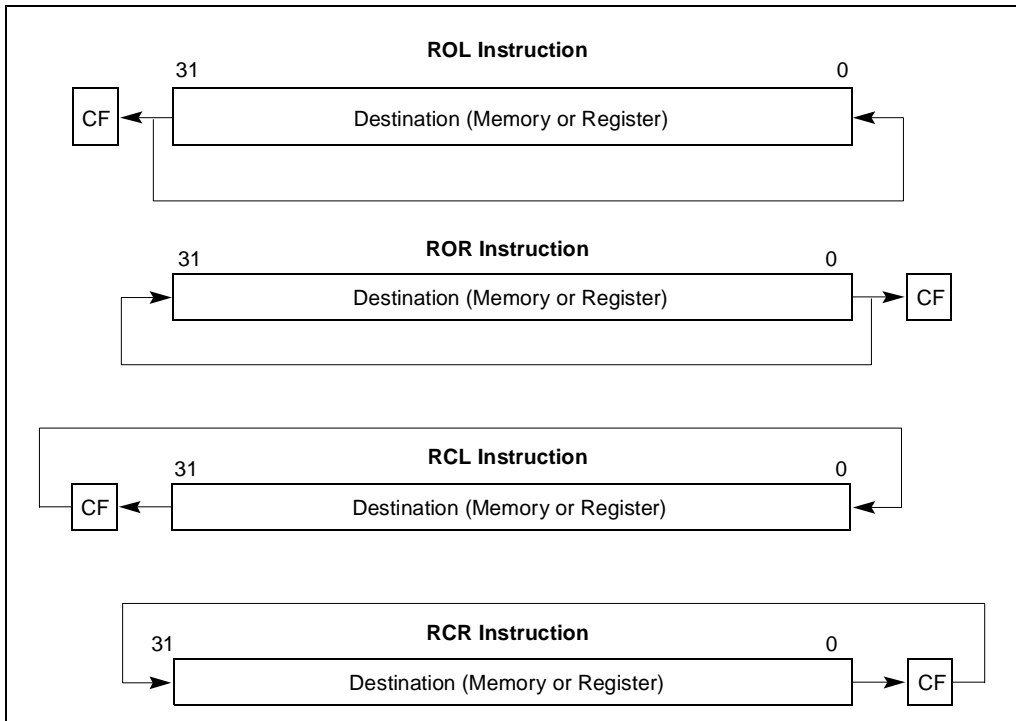 ROL Instruction
31 0
CF Destination (Memory or Register)
ROR Instruction
31 0
Destination (Memory or Register) CF
RCL Instruction
31 0
CF Destination (Memory or Register)
RCR Instruction
31 0
Destination (Memory or Register) CF